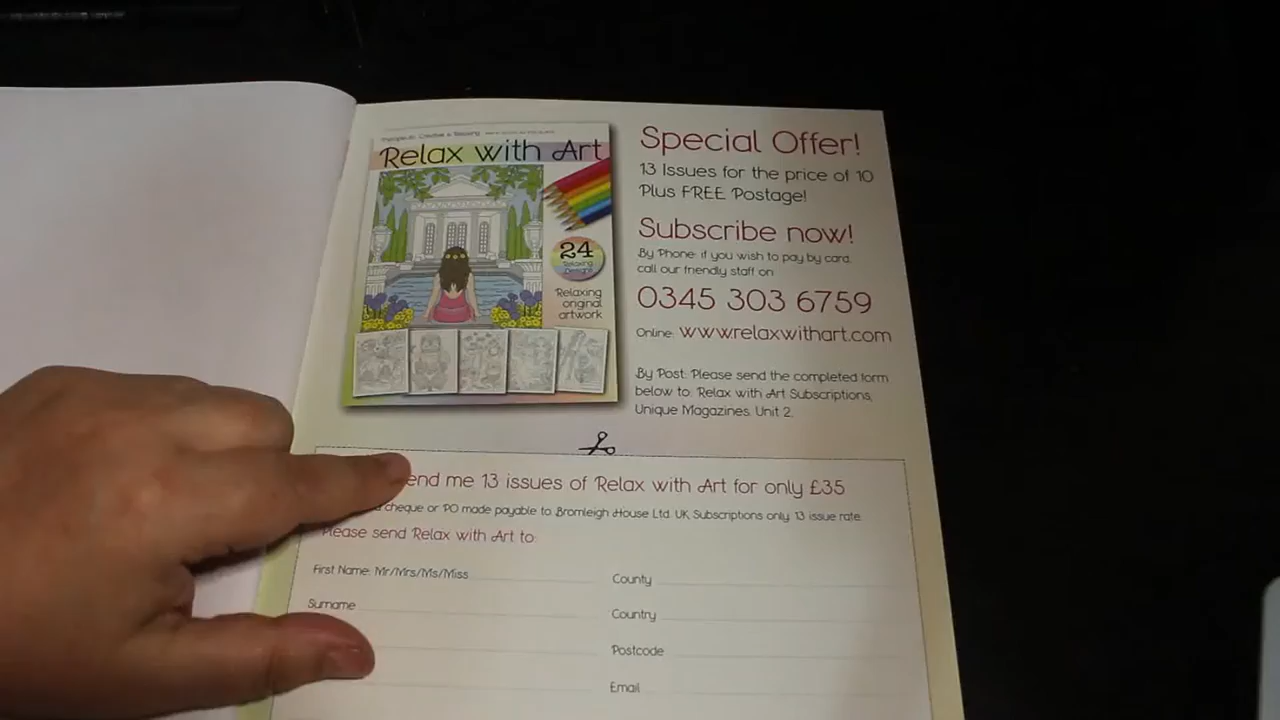 Therapeutic Creative & Relaxing
Relax with Art
24
Relaxing
Designs
Relaxing
original
artwork
Special Offer!
13 Issues for the price of 10
Plus FREE Postage!
Subscribe now!
By Phone: if you wish to pay by card,
call our friendly staff on
0345 303 6759
Online: www.relaxwithart.com
By Post: Please send the completed form
below to: Relax with Art Subscriptions,
Unique Magazines, Unit 2,
end me 13 issues of Relax with Art for only £35
cheque or PO made payable to Bromleigh House Ltd. UK Subscriptions only. 13 issue rate.
Please send Relax with Art to:
First Name: Mr/Mrs/Ms/Miss
Surname
County
Country
Postcode
Email